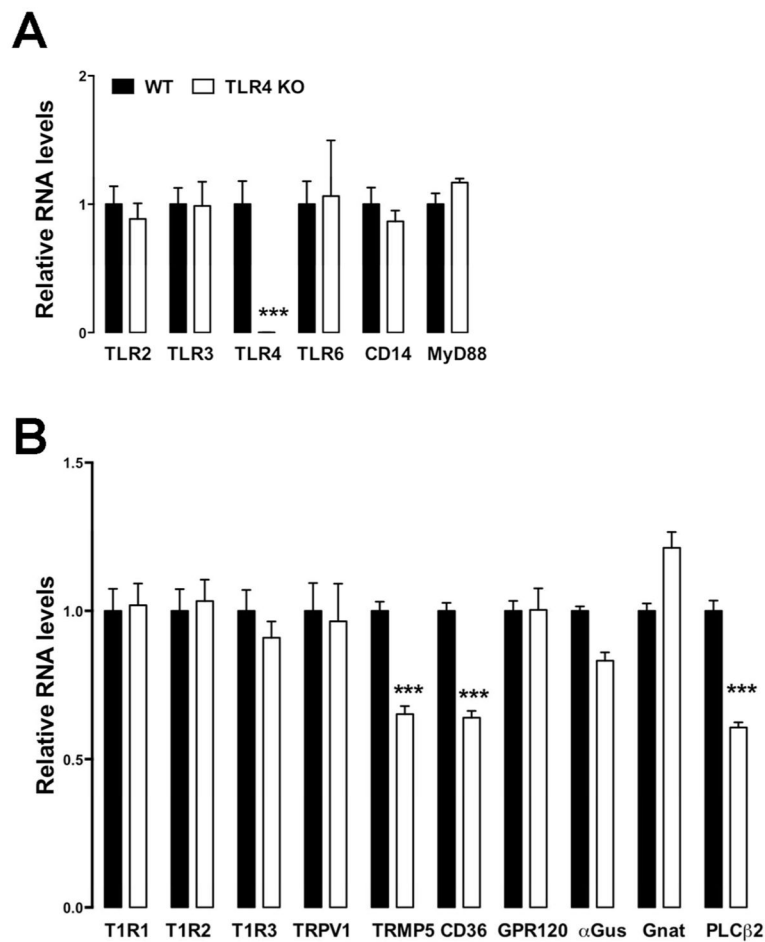 A
2
WT TLR4 KO
Relative RNA levels
1
***
0
TLR2 TLR3 TLR4 TLR6 CD14 MyD88
B
1.5
Relative RNA levels
1.0
*** *** ***
0.5
0.0
T1R1 T1R2 T1R3 TRPV1 TRMP5 CD36 GPR120 αGus Gnat PLCβ2